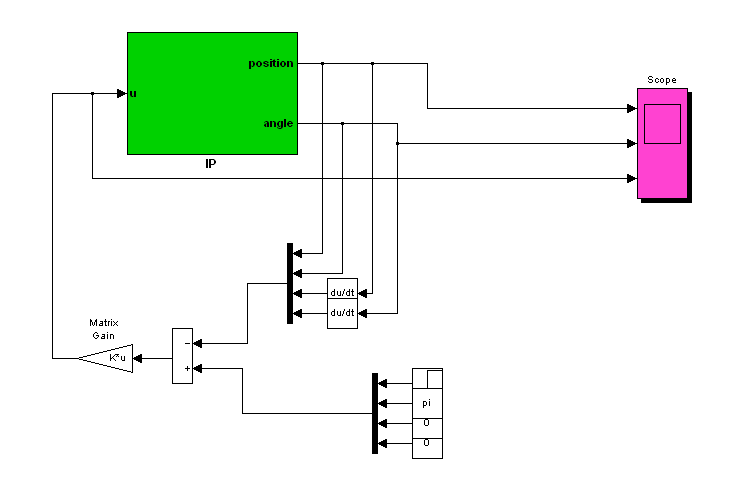 position
Scope
u
angle
IP
du/dt
du/dt
Matrix
Gain
−
K*u
+
pi
0
0